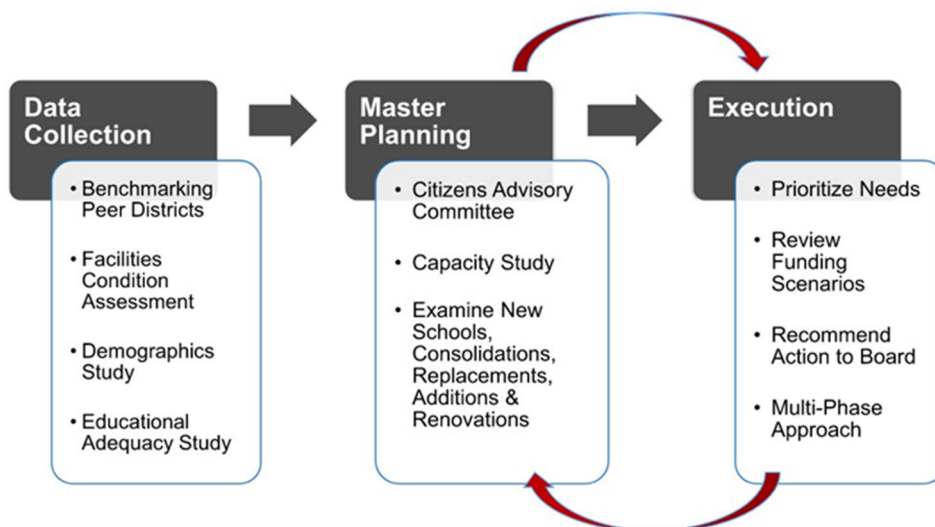 Data
Collection
• Benchmarking
Peer Districts
• Facilities
Condition
Assessment
• Demographics
Study
• Educational
Adequacy Study
Master
Planning
• Citizens Advisory
Committee
• Capacity Study
• Examine New
Schools,
Consolidations,
Replacements,
Additions &
Renovations
Execution
• Prioritize Needs
• Review
Funding
Scenarios
• Recommend
Action to Board
• Multi-Phase
Approach